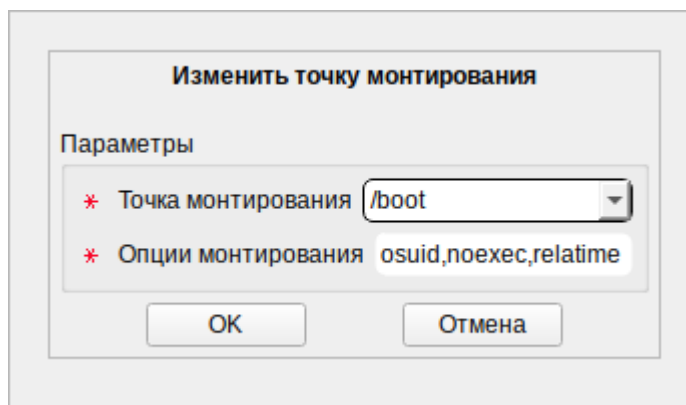 Изменить точку монтирования
Параметры
* Точка монтирования /boot
* Опции монтирования osuid,noexec,relatime
OK Отмена